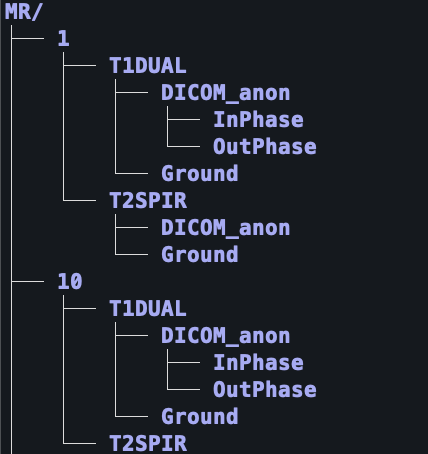 MR/
1
T1DUAL
DICOM_anon
InPhase
OutPhase
Ground
T2SPIR
DICOM_anon
Ground
10
T1DUAL
DICOM_anon
InPhase
OutPhase
Ground
T2SPIR